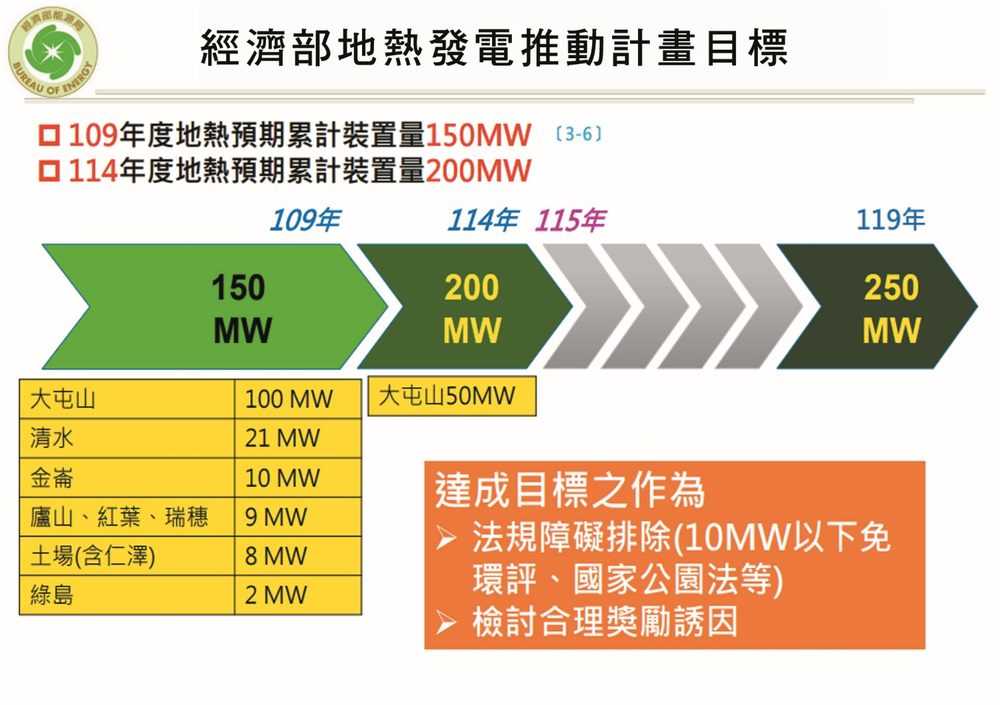 經濟部能源局
BUREAU OF ENERGY
經濟部地熱發電推動計畫目標
109年度地熱預期累計裝置量150MW 〔3-6〕
114年度地熱預期累計裝置量200MW
109年 114年 115年 119年
150
MW
200
MW
250
MW
大屯山 100 MW
清水 21 MW
金崙 10 MW
廬山、紅葉、瑞穗 9 MW
土場(含仁澤) 8 MW
綠島 2 MW
大屯山50MW
達成目標之作為
➢ 法規障礙排除(10MW以下免
環評、國家公園法等)
➢ 檢討合理獎勵誘因